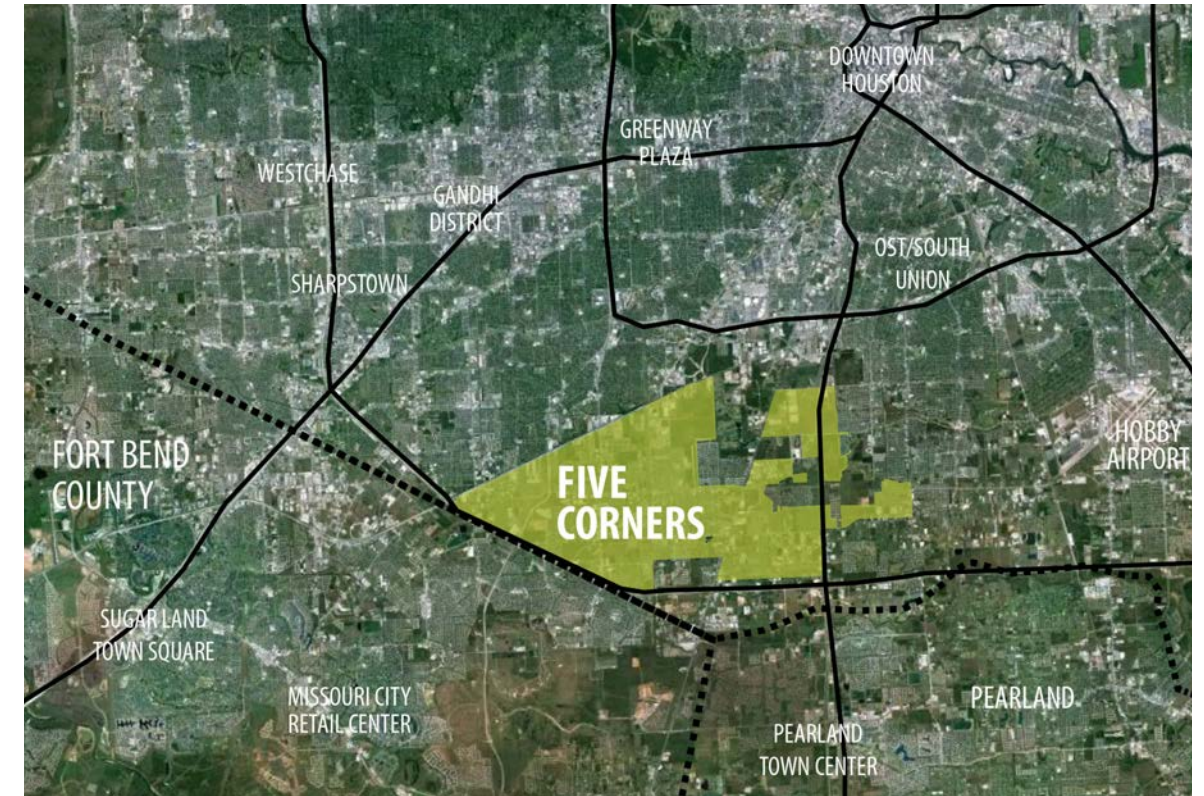 DOWNTOWN
HOUSTON
GREENWAY
PLAZA
WESTCHASE
GANDHI
DISTRICT
SHARPSTOWN
OST/SOUTH
UNION
FORT BEND
COUNTY
FIVE
CORNERS
HOBBY
AIRPORT
SUGAR LAND
TOWN SQUARE
MISSOURI CITY
RETAIL CENTER
PEARLAND
PEARLAND
TOWN CENTER